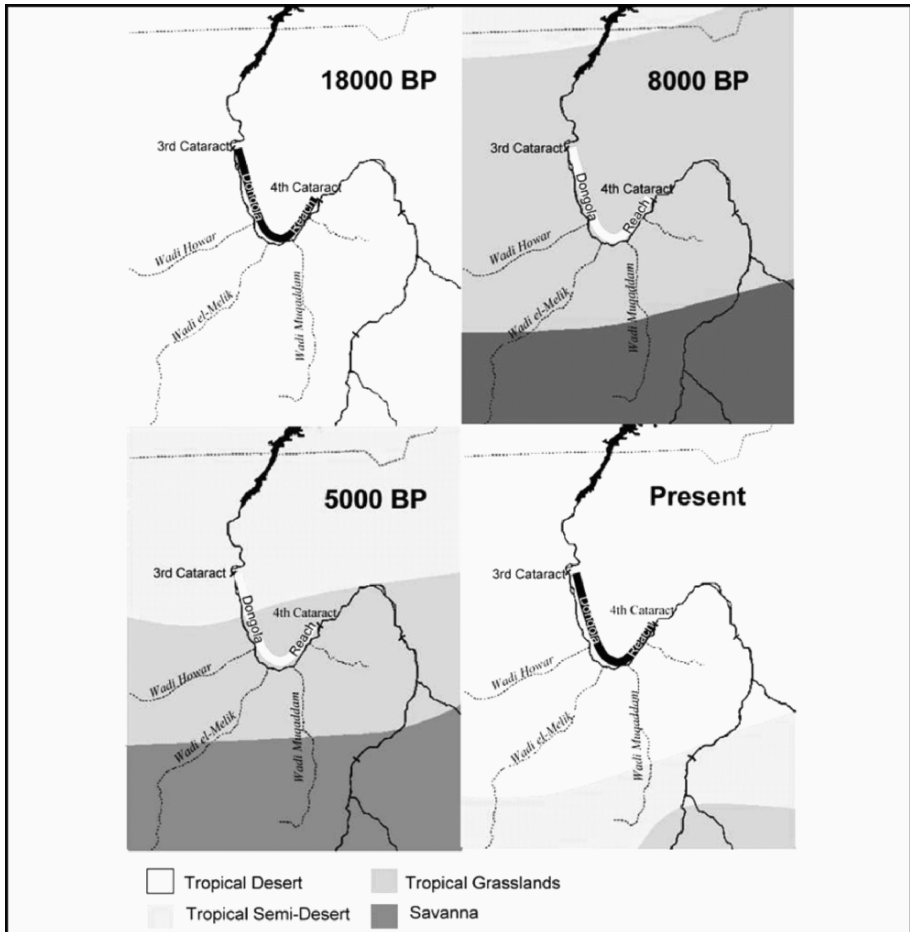 18000 BP
3rd Cataract
4th Cataract
Dongola
Reach
Wadi Howar
Wadi el-Melik
Wadi Muqaddam
8000 BP
3rd Cataract
4th Cataract
Dongola
Reach
Wadi Howar
Wadi el-Melik
Wadi Muqaddam
5000 BP
3rd Cataract
4th Cataract
Dongola
Reach
Wadi Howar
Wadi el-Melik
Wadi Muqaddam
Present
3rd Cataract
4th Cataract
Dongola
Reach
Wadi Howar
Wadi el-Melik
Wadi Muqaddam
Tropical Desert
Tropical Grasslands
Tropical Semi-Desert
Savanna